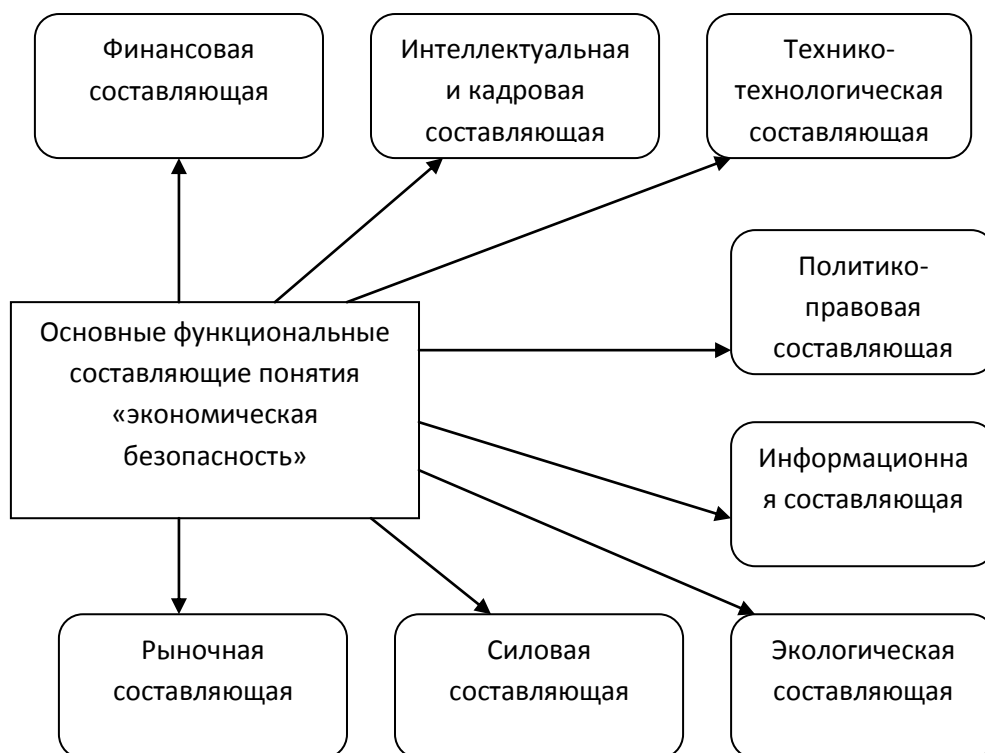 Финансовая
составляющая
Интеллектуальная
и кадровая
составляющая
Технико-
технологическая
составляющая
Политико-
правовая
составляющая
Основные функциональные
составляющие понятия
«экономическая
безопасность»
Информационна
я составляющая
Рыночная
составляющая
Силовая
составляющая
Экологическая
составляющая